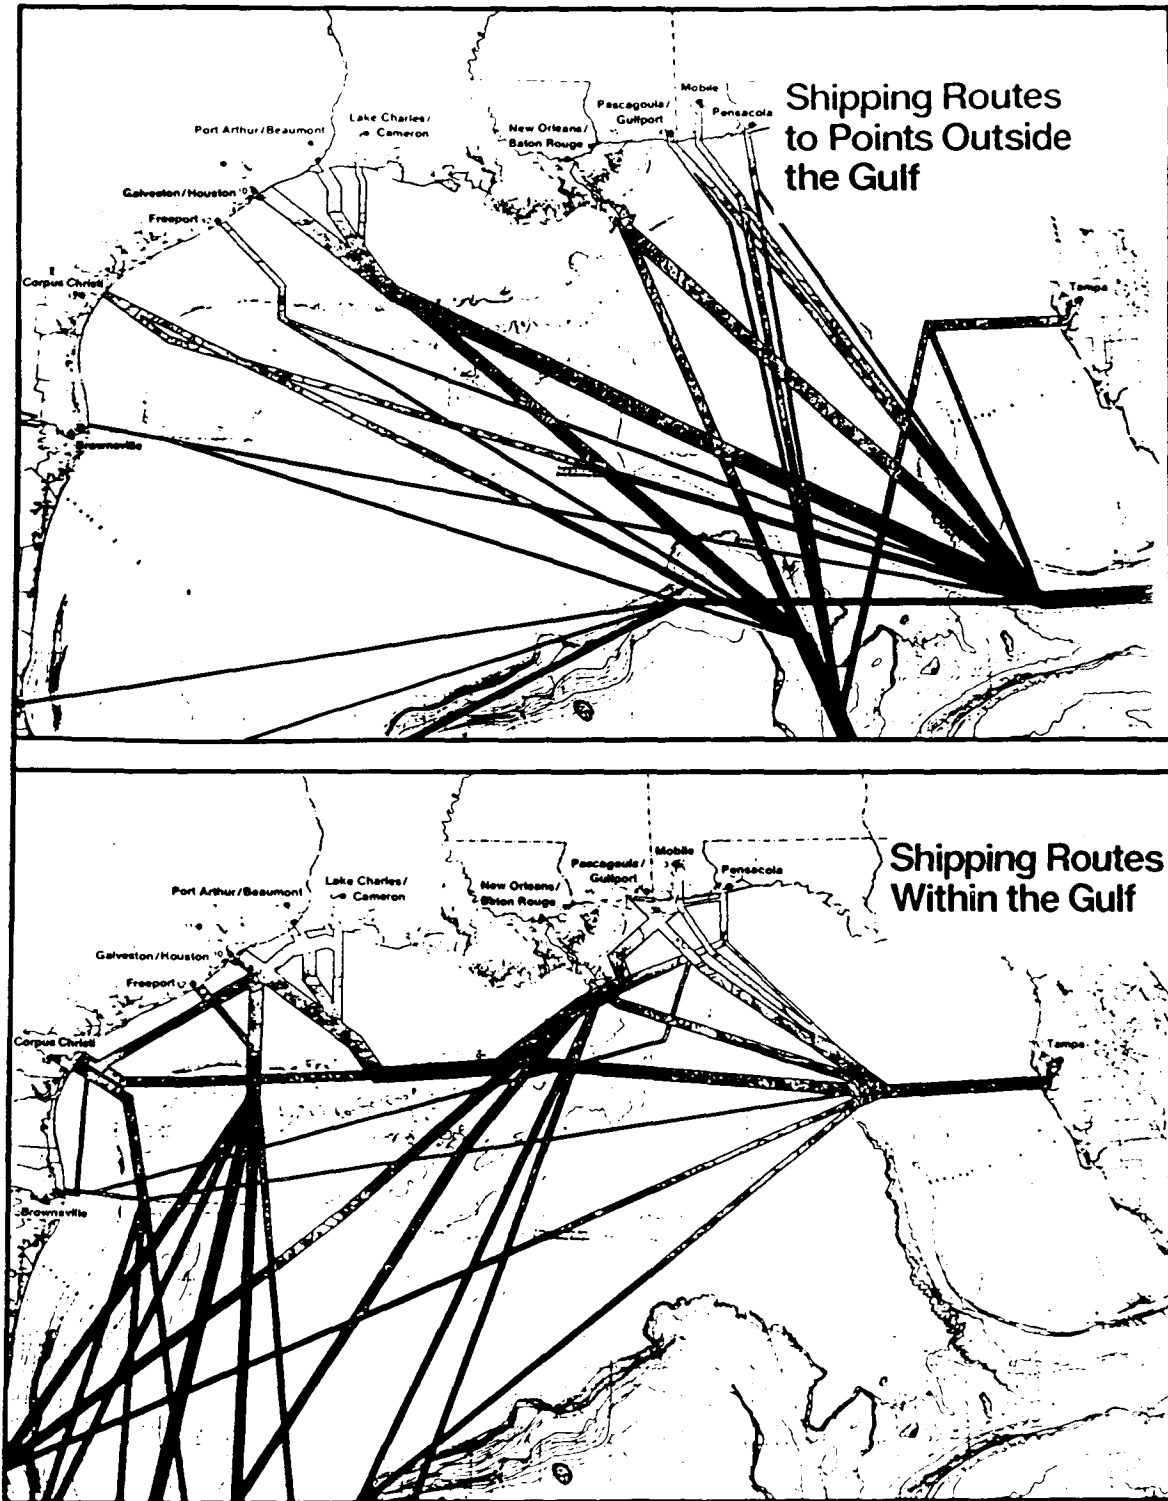 Shipping Routes
to Points Outside
the Gulf
Mobile
Pascagoula/
Gulfport
Pensacola
Lake Charles/
Cameron
Port Arthur/Beaumont
New Orleans/
Baton Rouge
Galveston/Houston
Freeport
Corpus Christi
Tampa
Brownsville
Shipping Routes
Within the Gulf
Mobile
Pascagoula/
Gulfport
Pensacola
Lake Charles/
Cameron
Port Arthur/Beaumont
New Orleans/
Baton Rouge
Galveston/Houston
Freeport
Corpus Christi
Tampa
Brownsville